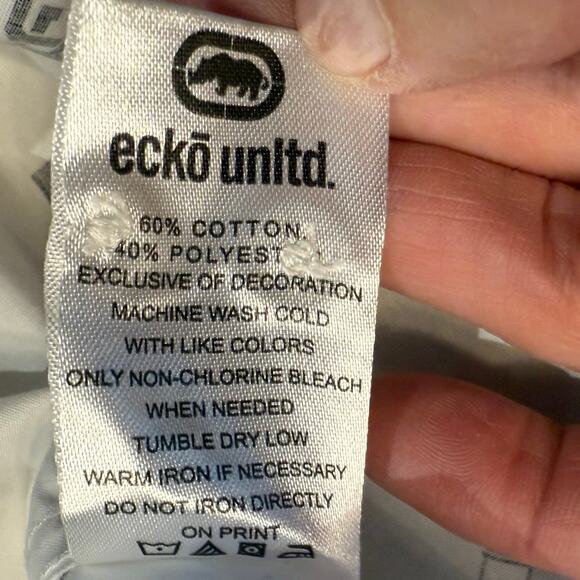 eckō unltd.
60% COTTON,
40% POLYEST
EXCLUSIVE OF DECORATION
MACHINE WASH COLD
WITH LIKE COLORS
ONLY NON-CHLORINE BLEACH
WHEN NEEDED
TUMBLE DRY LOW
WARM IRON IF NECESSARY
DO NOT IRON DIRECTLY
ON PRINT